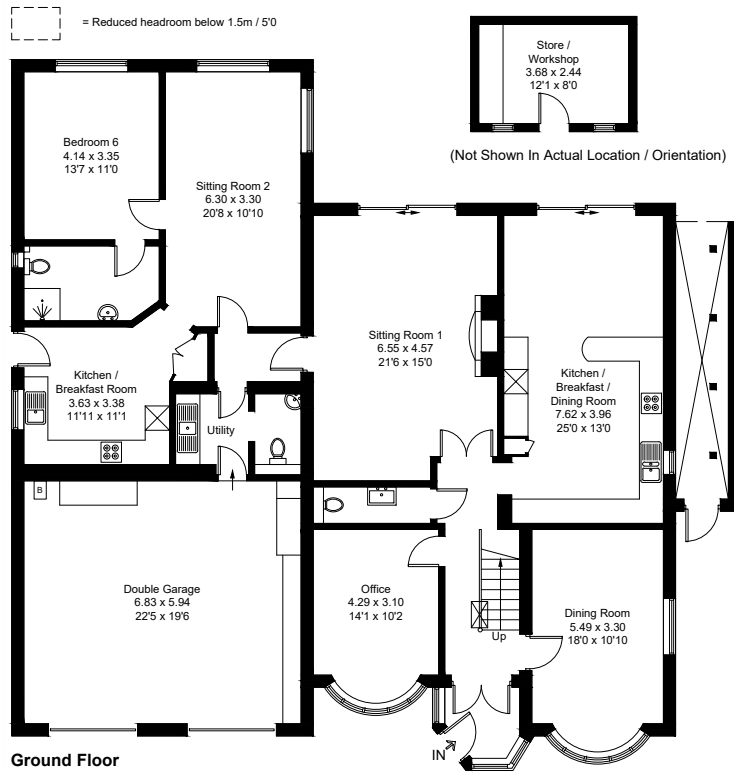 = Reduced headroom below 1.5m / 5'0
Store /
Workshop
3.68 x 2.44
12'1 x 8'0
(Not Shown In Actual Location / Orientation)
Bedroom 6
4.14 x 3.35
13'7 x 11'0
Sitting Room 2
6.30 x 3.30
20'8 x 10'10
Sitting Room 1
6.55 x 4.57
21'6 x 15'0
Kitchen /
Breakfast /
Dining Room
7.62 x 3.96
25'0 x 13'0
Kitchen /
Breakfast Room
3.63 x 3.38
11'11 x 11'1
Utility
B
Double Garage
6.83 x 5.94
22'5 x 19'6
Office
4.29 x 3.10
14'1 x 10'2
Up
Dining Room
5.49 x 3.30
18'0 x 10'10
IN
Ground Floor